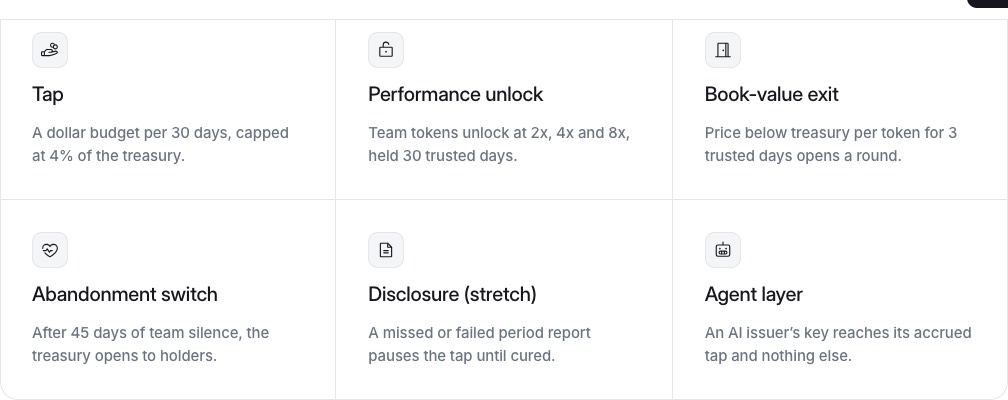 Tap
A dollar budget per 30 days, capped
at 4% of the treasury.
Performance unlock
Team tokens unlock at 2x, 4x and 8x,
held 30 trusted days.
Book-value exit
Price below treasury per token for 3
trusted days opens a round.
Abandonment switch
After 45 days of team silence, the
treasury opens to holders.
Disclosure (stretch)
A missed or failed period report
pauses the tap until cured.
Agent layer
An AI issuer’s key reaches its accrued
tap and nothing else.